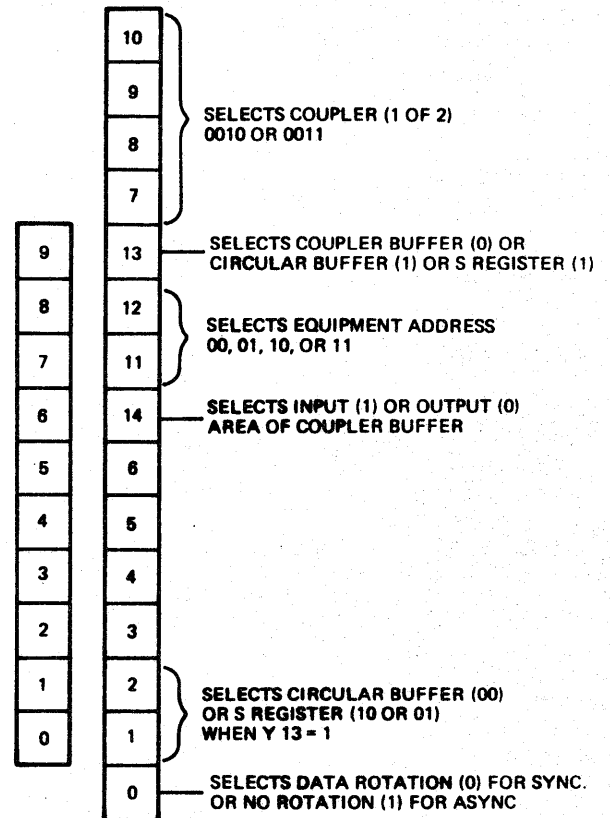 10
9
8
7
SELECTS COUPLER (1 OF 2)
0010 OR 0011
9
13
SELECTS COUPLER BUFFER (0) OR
CIRCULAR BUFFER (1) OR S REGISTER (1)
8
12
7
11
SELECTS EQUIPMENT ADDRESS
00, 01, 10, OR 11
6
14
SELECTS INPUT (1) OR OUTPUT (0)
AREA OF COUPLER BUFFER
5
6
4
5
3
4
2
3
1
2
0
1
SELECTS CIRCULAR BUFFER (00)
OR S REGISTER (10 OR 01)
WHEN Y 13 = 1
0
SELECTS DATA ROTATION (0) FOR SYNC.
OR NO ROTATION (1) FOR ASYNC